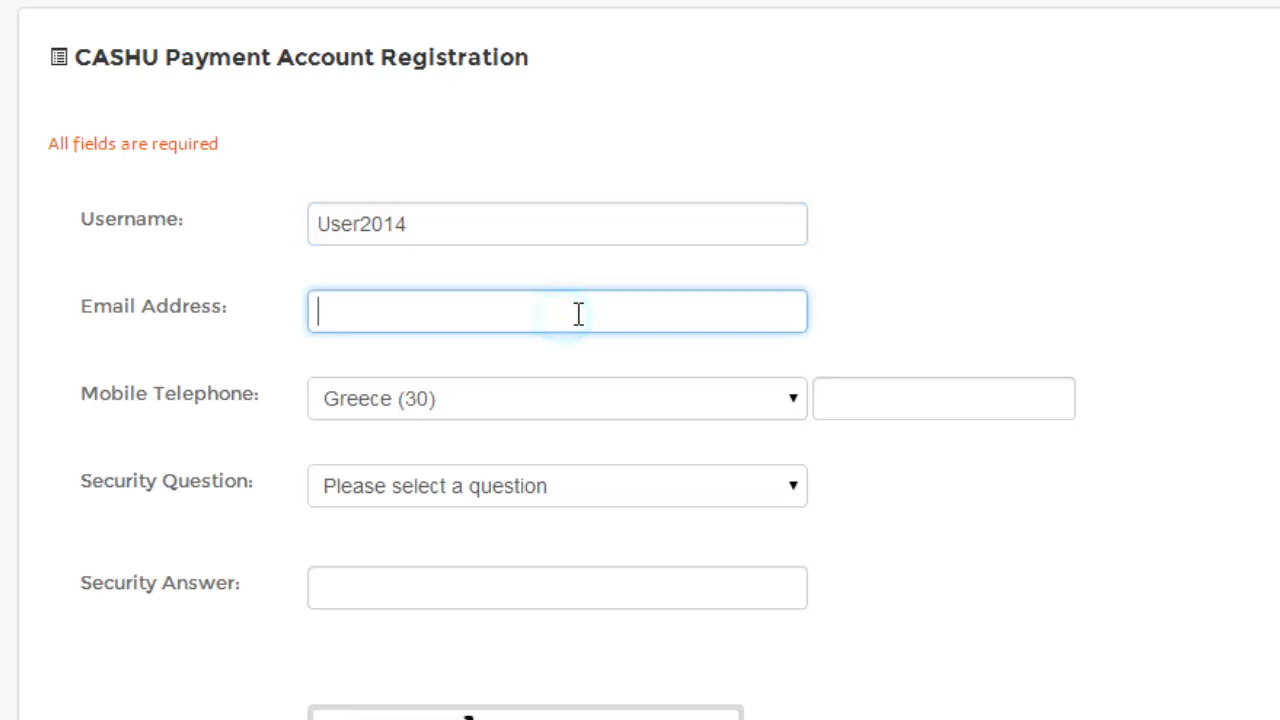 CASHU Payment Account Registration
All fields are required
Username:
User2014
Email Address:
Mobile Telephone:
Greece (30)
Security Question:
Please select a question
Security Answer: